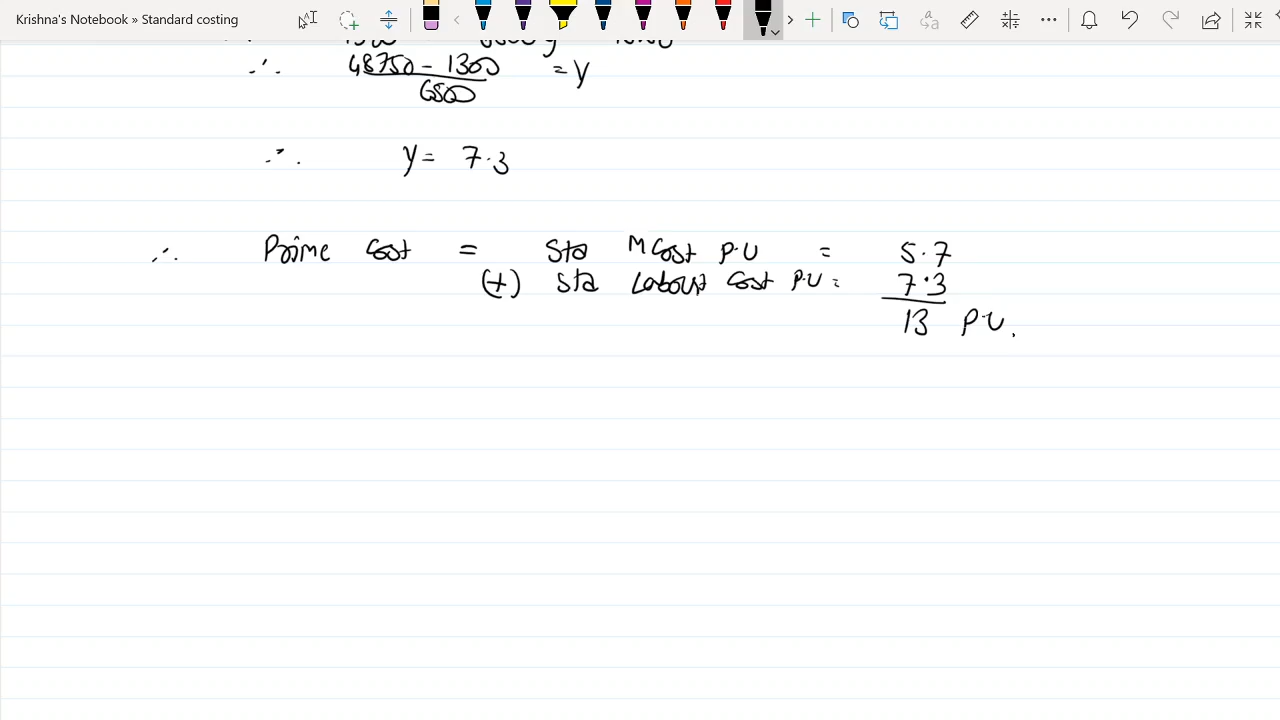 Krishna's Notebook » Standard costing
∴ 48750 - 1300 = y
6500
∴ y = 7.3
∴ Prime Cost = Std M Cost P.U = 5.7
(+) Std Labour Cost P.U = 7.3
13 P.U.